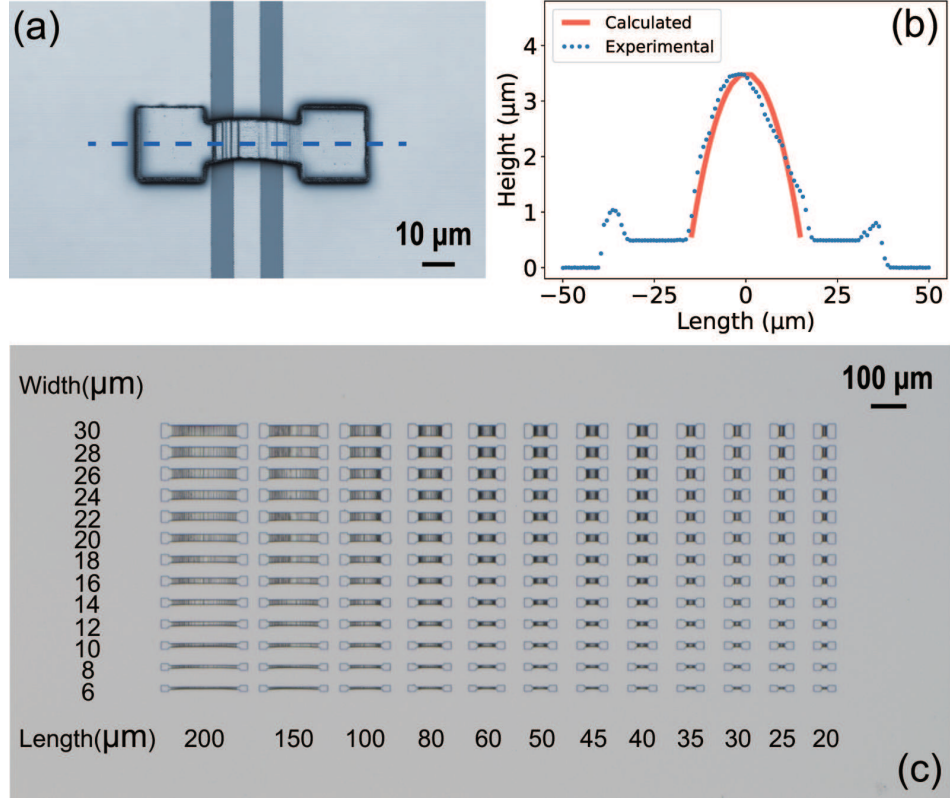 (a)
10 μm
(b)
Calculated
Experimental
Height (μm)
4
3
2
1
0
−50
−25
0
25
50
Length (μm)
Width(μm)
100 μm
30
28
26
24
22
20
18
16
14
12
10
8
6
Length(μm) 200 150 100 80 60 50 45 40 35 30 25 20
(c)